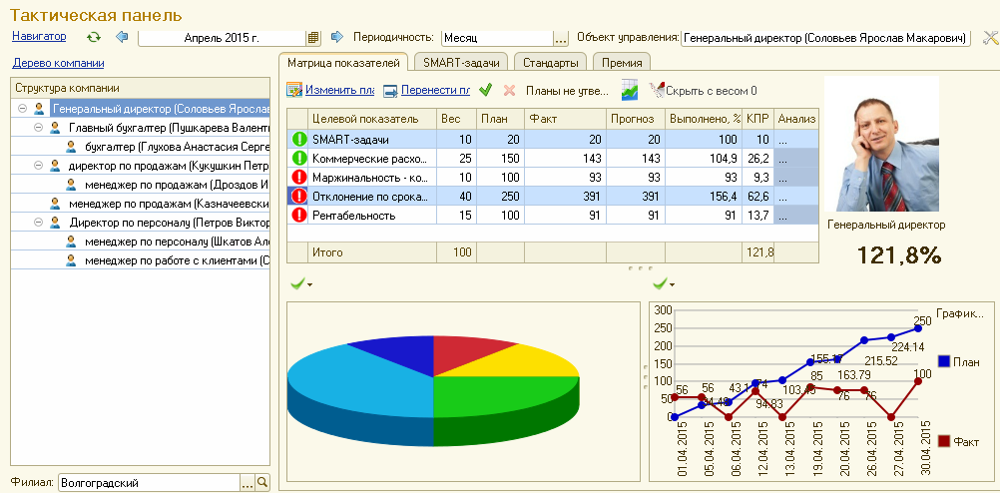 Тактическая панель
Навигатор Апрель 2015 г. Периодичность: Месяц ... Объект управления: Генеральный директор (Соловьев Ярослав Макарович)
Дерево компании
Матрица показателей SMART-задачи Стандарты Премия
Структура компании
Генеральный директор (Соловьев Ярослав
Главный бухгалтер (Пушкарева Валент
бухгалтер (Глухова Анастасия Серге
директор по продажам (Кукушкин Петр
менеджер по продажам (Дроздов И
менеджер по продажам (Казначеевски
Директор по персоналу (Петров Виктор
менеджер по персоналу (Шкатов Але
менеджер по работе с клиентами (С
Изменить пла Перенести пл Планы не утве... Скрыть с весом 0
Целевой показатель Вес План Факт Прогноз Выполнено, % КПР Анализ
SMART-задачи 10 20 20 20 100 10 ...
Коммерческие расхо... 25 150 143 143 104,9 26,2 ...
Маржинальность - ко... 10 100 93 93 93 9,3 ...
Отклонение по срока... 40 250 391 391 156,4 62,6 ...
Рентабельность 15 100 91 91 91 13,7 ...
Итого 100 121,8
Генеральный директор
121,8%
График...
300
250
200
150
100
50
0
56 56 43.1 74 94.83 103.45 155.17 85 163.79 76 215.52 76 224.14 250 100
План
Факт
01.04.2015 05.04.2015 06.04.2015 12.04.2015 13.04.2015 19.04.2015 20.04.2015 26.04.2015 27.04.2015 30.04.2015
Филиал: Волгоградский ...